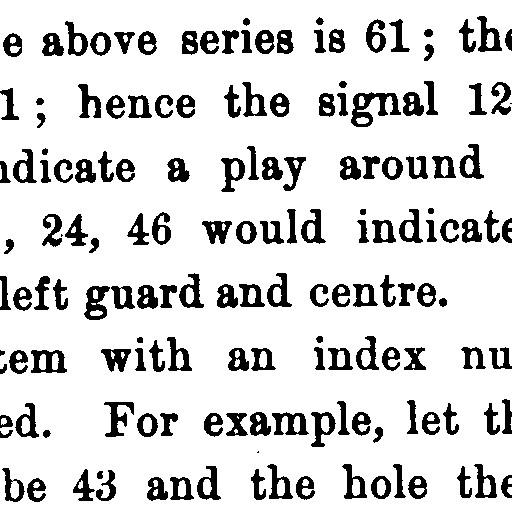 e above series is 61; the
1; hence the signal 12
ndicate a play around
, 24, 46 would indicate
left guard and centre.
tem with an index nu
ed. For example, let th
be 43 and the hole the